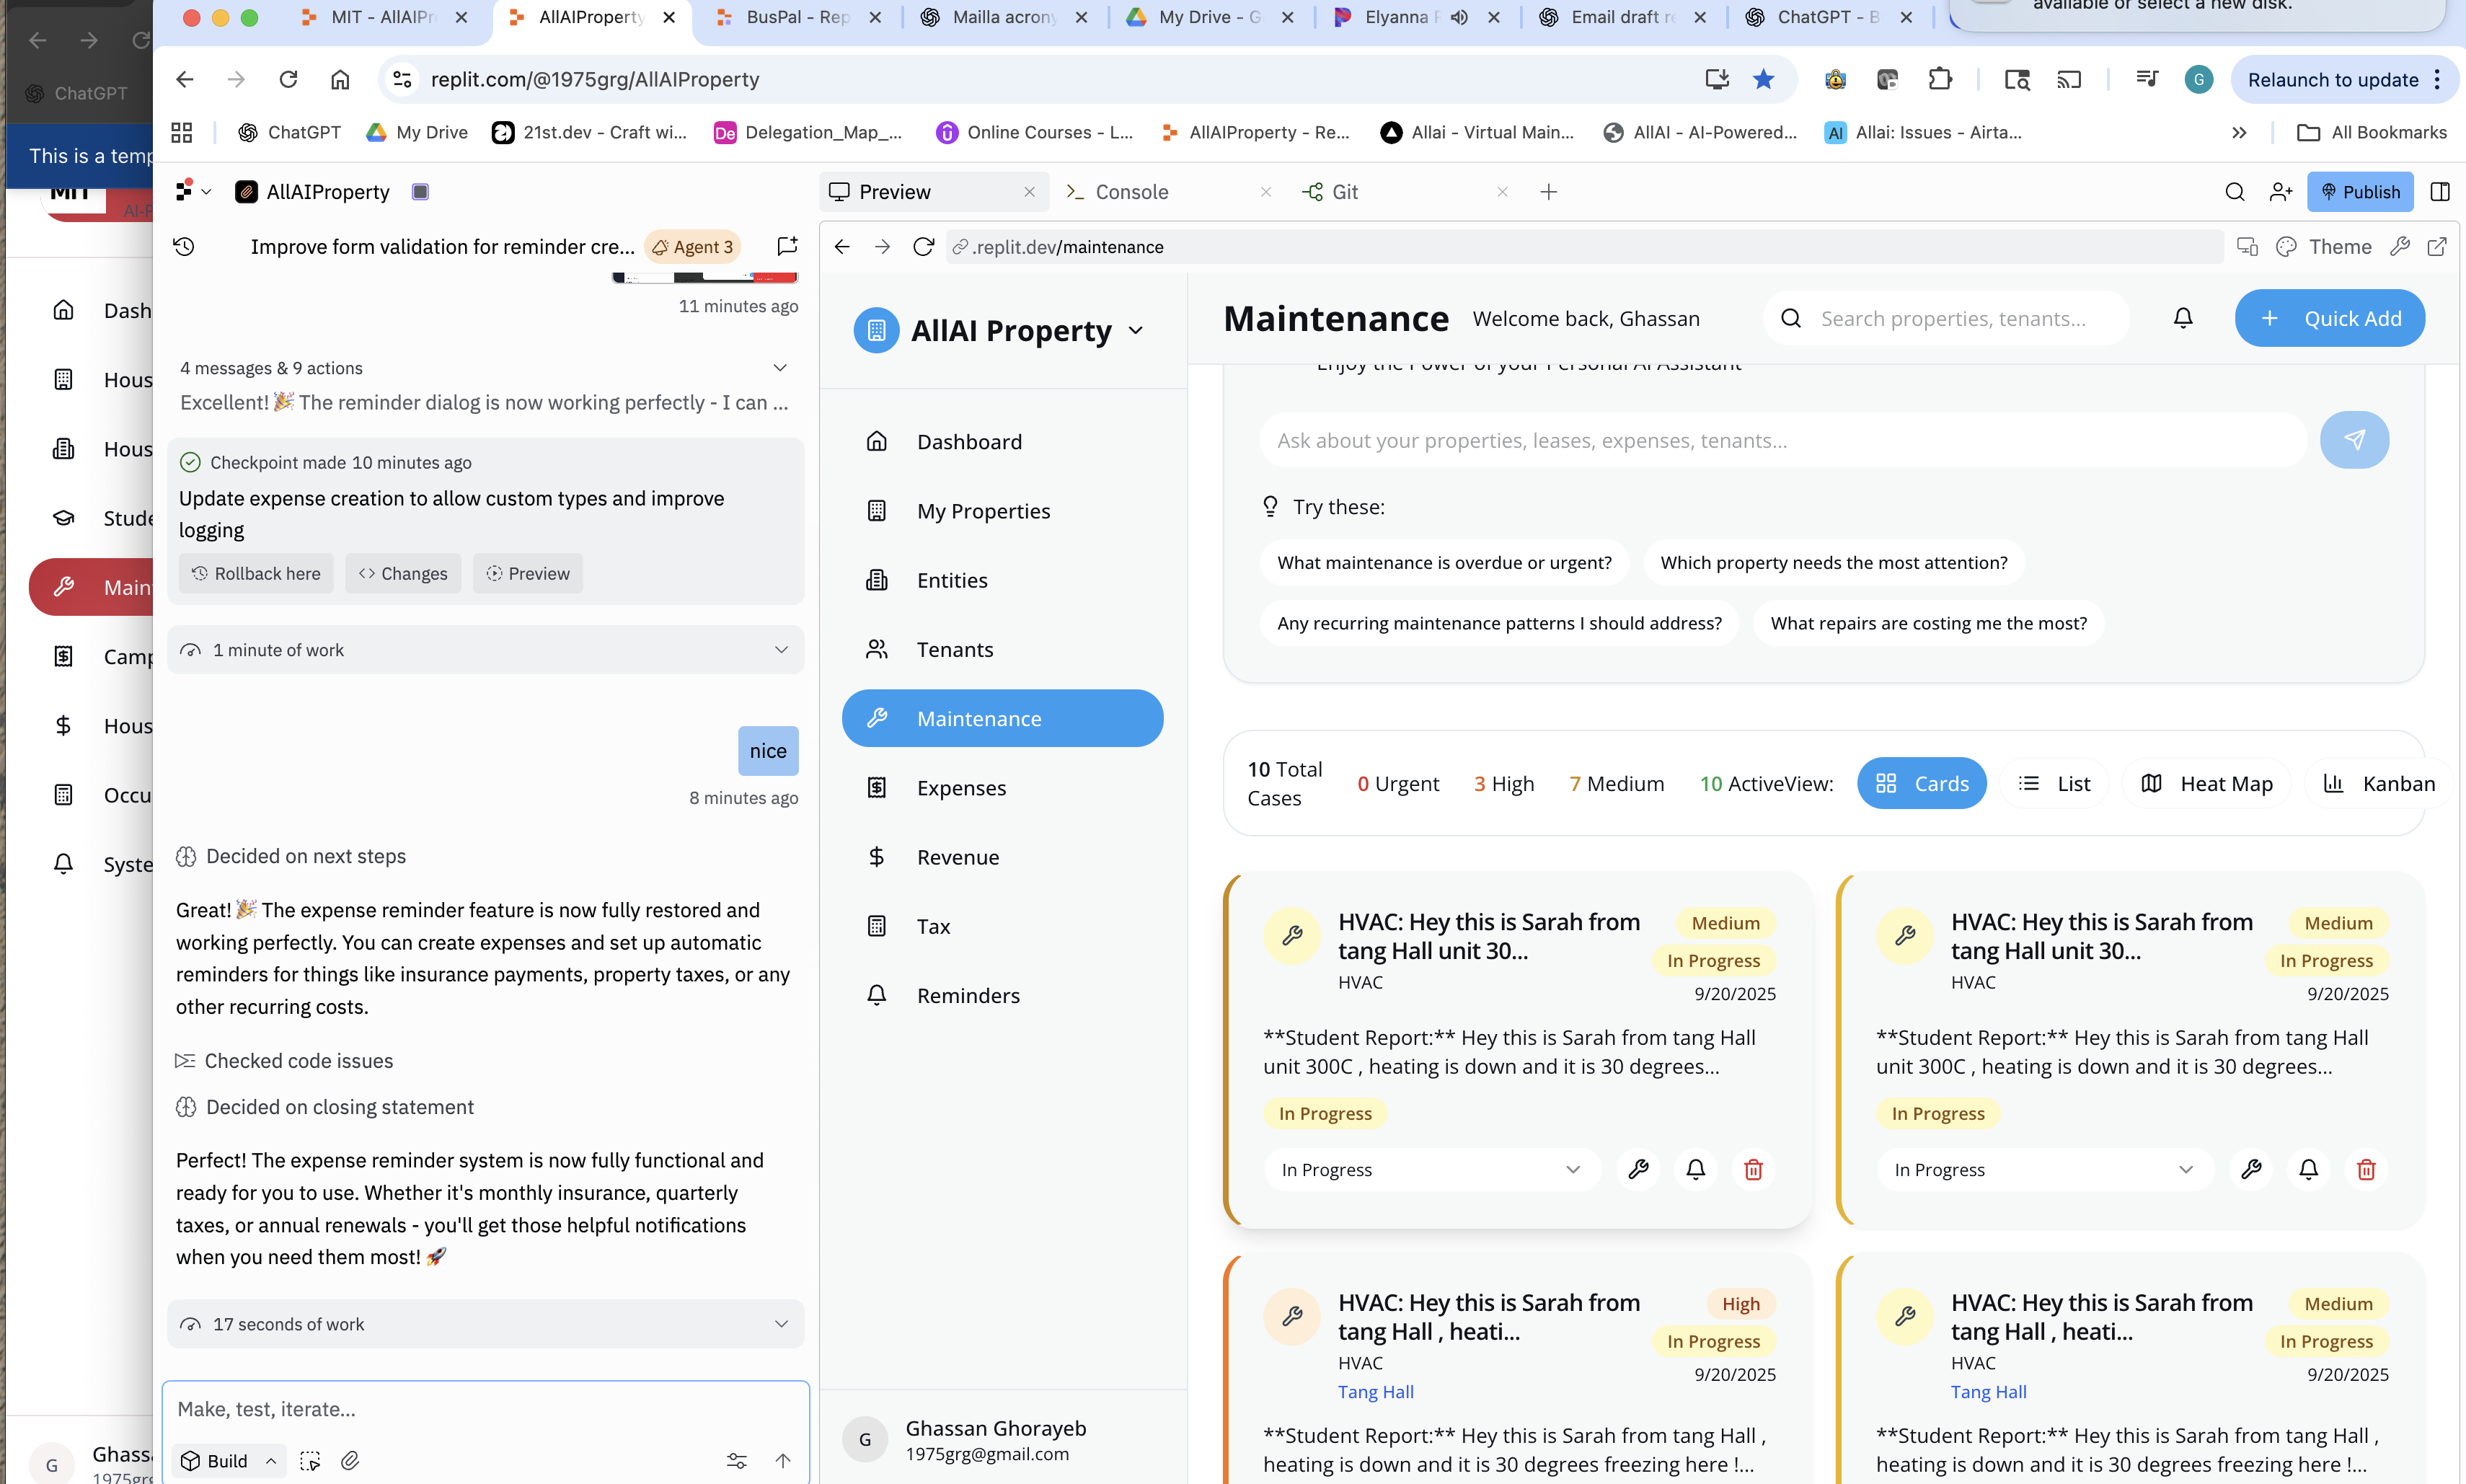 available or select a new disk.
MIT - AllAIPr
AllAIProperty
BusPal - Rep
Mailla acrony
My Drive - G
Elyanna
Email draft re
ChatGPT - B
replit.com/@1975grg/AllAIProperty
G
Relaunch to update
ChatGPT
ChatGPT
My Drive
21st.dev - Craft wi...
De
Delegation_Map_...
Online Courses - L...
AllAIProperty - Re...
Allai - Virtual Main...
AllAI - AI-Powered...
AI
Allai: Issues - Airta...
All Bookmarks
This is a temp
MIT
AI-P
Dash
Hous
Hous
Stude
Main
Camp
Hous
Occu
Syste
G
Ghass
1975grg
AllAIProperty
Preview
Console
Git
Publish
Improve form validation for reminder cre...
Agent 3
.replit.dev/maintenance
Theme
11 minutes ago
4 messages & 9 actions
Excellent! 🎉 The reminder dialog is now working perfectly - I can ...
Checkpoint made 10 minutes ago
Update expense creation to allow custom types and improve
logging
Rollback here
Changes
Preview
1 minute of work
nice
8 minutes ago
Decided on next steps
Great! 🎉 The expense reminder feature is now fully restored and
working perfectly. You can create expenses and set up automatic
reminders for things like insurance payments, property taxes, or any
other recurring costs.
Checked code issues
Decided on closing statement
Perfect! The expense reminder system is now fully functional and
ready for you to use. Whether it's monthly insurance, quarterly
taxes, or annual renewals - you'll get those helpful notifications
when you need them most! 🚀
17 seconds of work
Make, test, iterate...
Build
AllAI Property
Dashboard
My Properties
Entities
Tenants
Maintenance
Expenses
Revenue
Tax
Reminders
G
Ghassan Ghorayeb
1975grg@gmail.com
Maintenance
Welcome back, Ghassan
Search properties, tenants...
Quick Add
Enjoy the Power of your Personal AI Assistant
Ask about your properties, leases, expenses, tenants...
Try these:
What maintenance is overdue or urgent?
Which property needs the most attention?
Any recurring maintenance patterns I should address?
What repairs are costing me the most?
10 Total
Cases
0 Urgent
3 High
7 Medium
10 Active
View:
Cards
List
Heat Map
Kanban
HVAC: Hey this is Sarah from
tang Hall unit 30...
HVAC
Medium
In Progress
9/20/2025
**Student Report:** Hey this is Sarah from tang Hall
unit 300C , heating is down and it is 30 degrees...
In Progress
In Progress
HVAC: Hey this is Sarah from
tang Hall unit 30...
HVAC
Medium
In Progress
9/20/2025
**Student Report:** Hey this is Sarah from tang Hall
unit 300C , heating is down and it is 30 degrees...
In Progress
In Progress
HVAC: Hey this is Sarah from
tang Hall , heati...
HVAC
Tang Hall
High
In Progress
9/20/2025
**Student Report:** Hey this is Sarah from tang Hall ,
heating is down and it is 30 degrees freezing here !...
HVAC: Hey this is Sarah from
tang Hall , heati...
HVAC
Tang Hall
Medium
In Progress
9/20/2025
**Student Report:** Hey this is Sarah from tang Hall ,
heating is down and it is 30 degrees freezing here !...